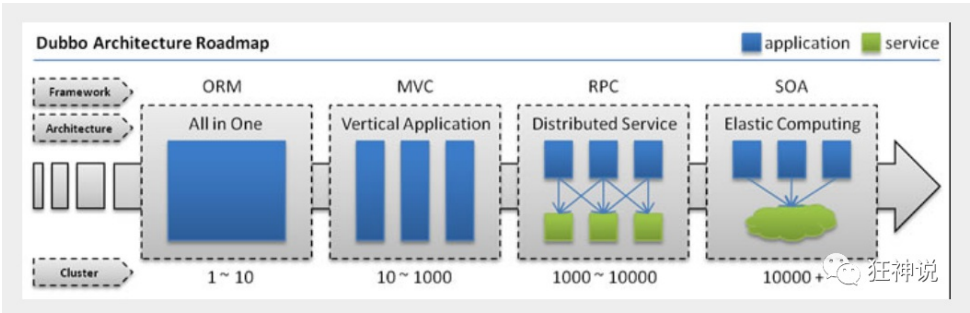 Dubbo Architecture Roadmap
application
service
Framework
ORM
MVC
RPC
SOA
Architecture
All in One
Vertical Application
Distributed Service
Elastic Computing
Cluster
1 ~ 10
10 ~ 1000
1000 ~ 10000
10000 +
狂神说